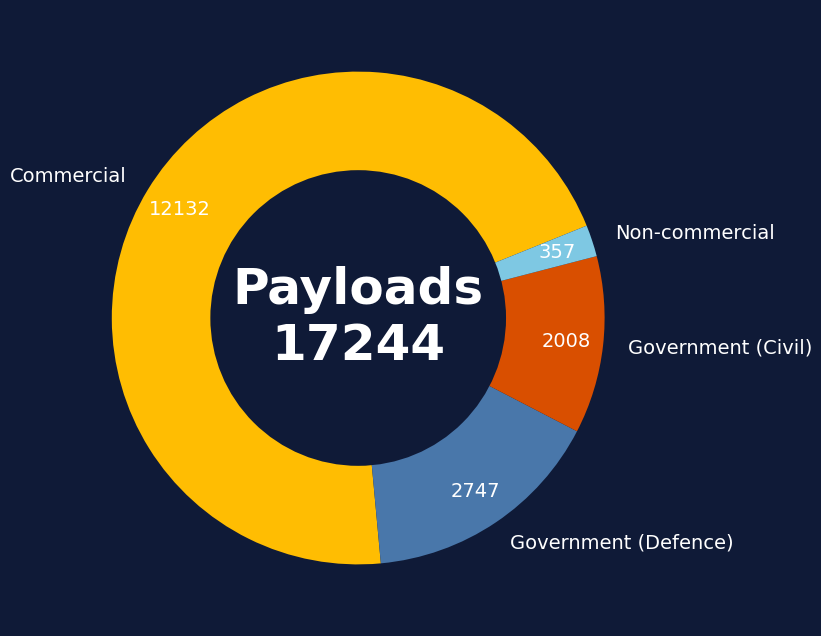 Commercial
12132
Non-commercial
357
Payloads
17244
2008
Government (Civil)
2747
Government (Defence)